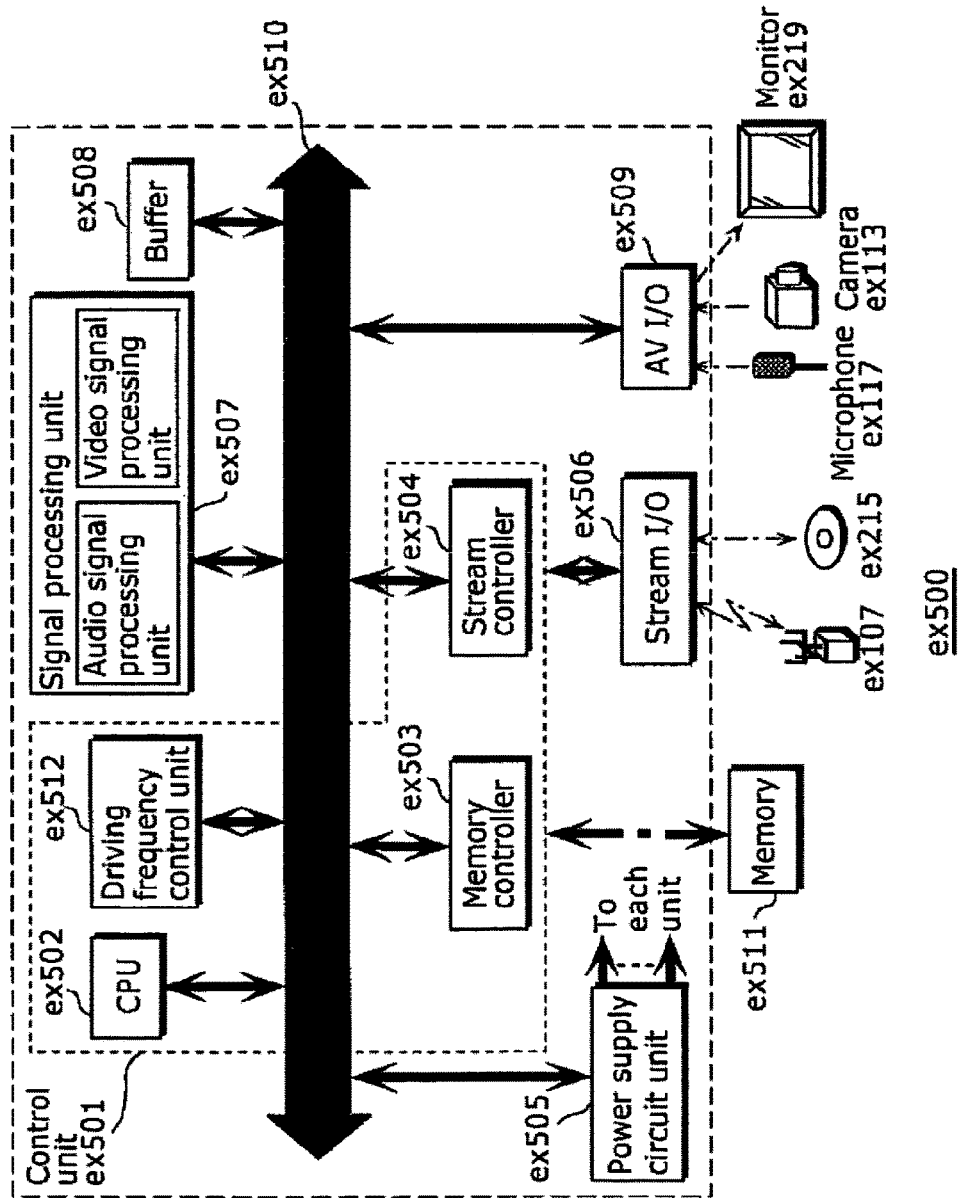 Control
unit
ex501
ex502
CPU
ex512
Driving
frequency
control unit
Signal processing unit
Audio signal
processing
unit
Video signal
processing
unit
ex507
ex508
Buffer
ex510
ex503
Memory
controller
ex504
Stream
controller
ex505
Power supply
circuit unit
To
each
unit
ex506
Stream I/O
ex509
AV I/O
ex511
Memory
ex107
ex215
Microphone
ex117
Camera
ex113
Monitor
ex219
ex500